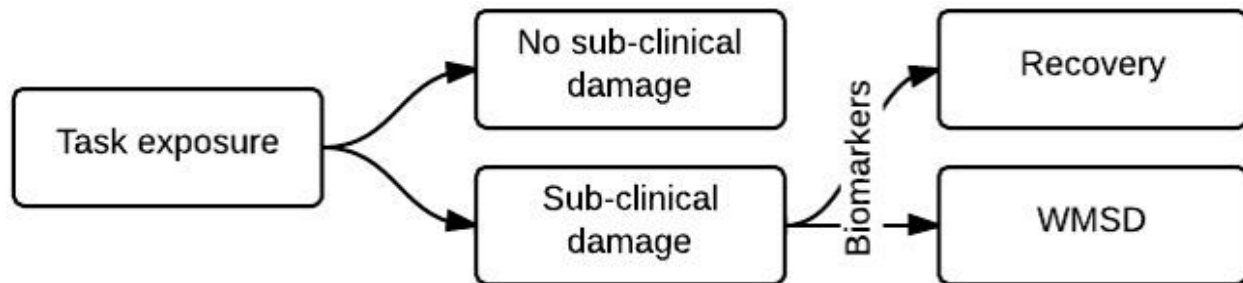 Task exposure
No sub-clinical
damage
Sub-clinical
damage
Biomarkers
Recovery
WMSD